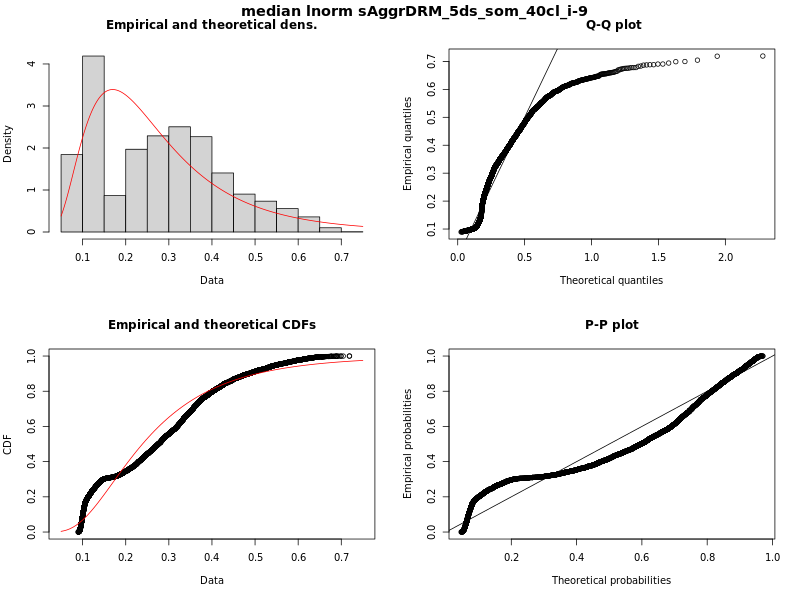 median lnorm sAggrDRM_5ds_som_40cl_i-9
Empirical and theoretical dens.
Density
0 1 2 3 4
0.1 0.2 0.3 0.4 0.5 0.6 0.7
Data
Q-Q plot
Empirical quantiles
0.1 0.2 0.3 0.4 0.5 0.6 0.7
0.0 0.5 1.0 1.5 2.0
Theoretical quantiles
Empirical and theoretical CDFs
CDF
0.0 0.2 0.4 0.6 0.8 1.0
0.1 0.2 0.3 0.4 0.5 0.6 0.7
Data
P-P plot
Empirical probabilities
0.0 0.2 0.4 0.6 0.8 1.0
0.2 0.4 0.6 0.8 1.0
Theoretical probabilities